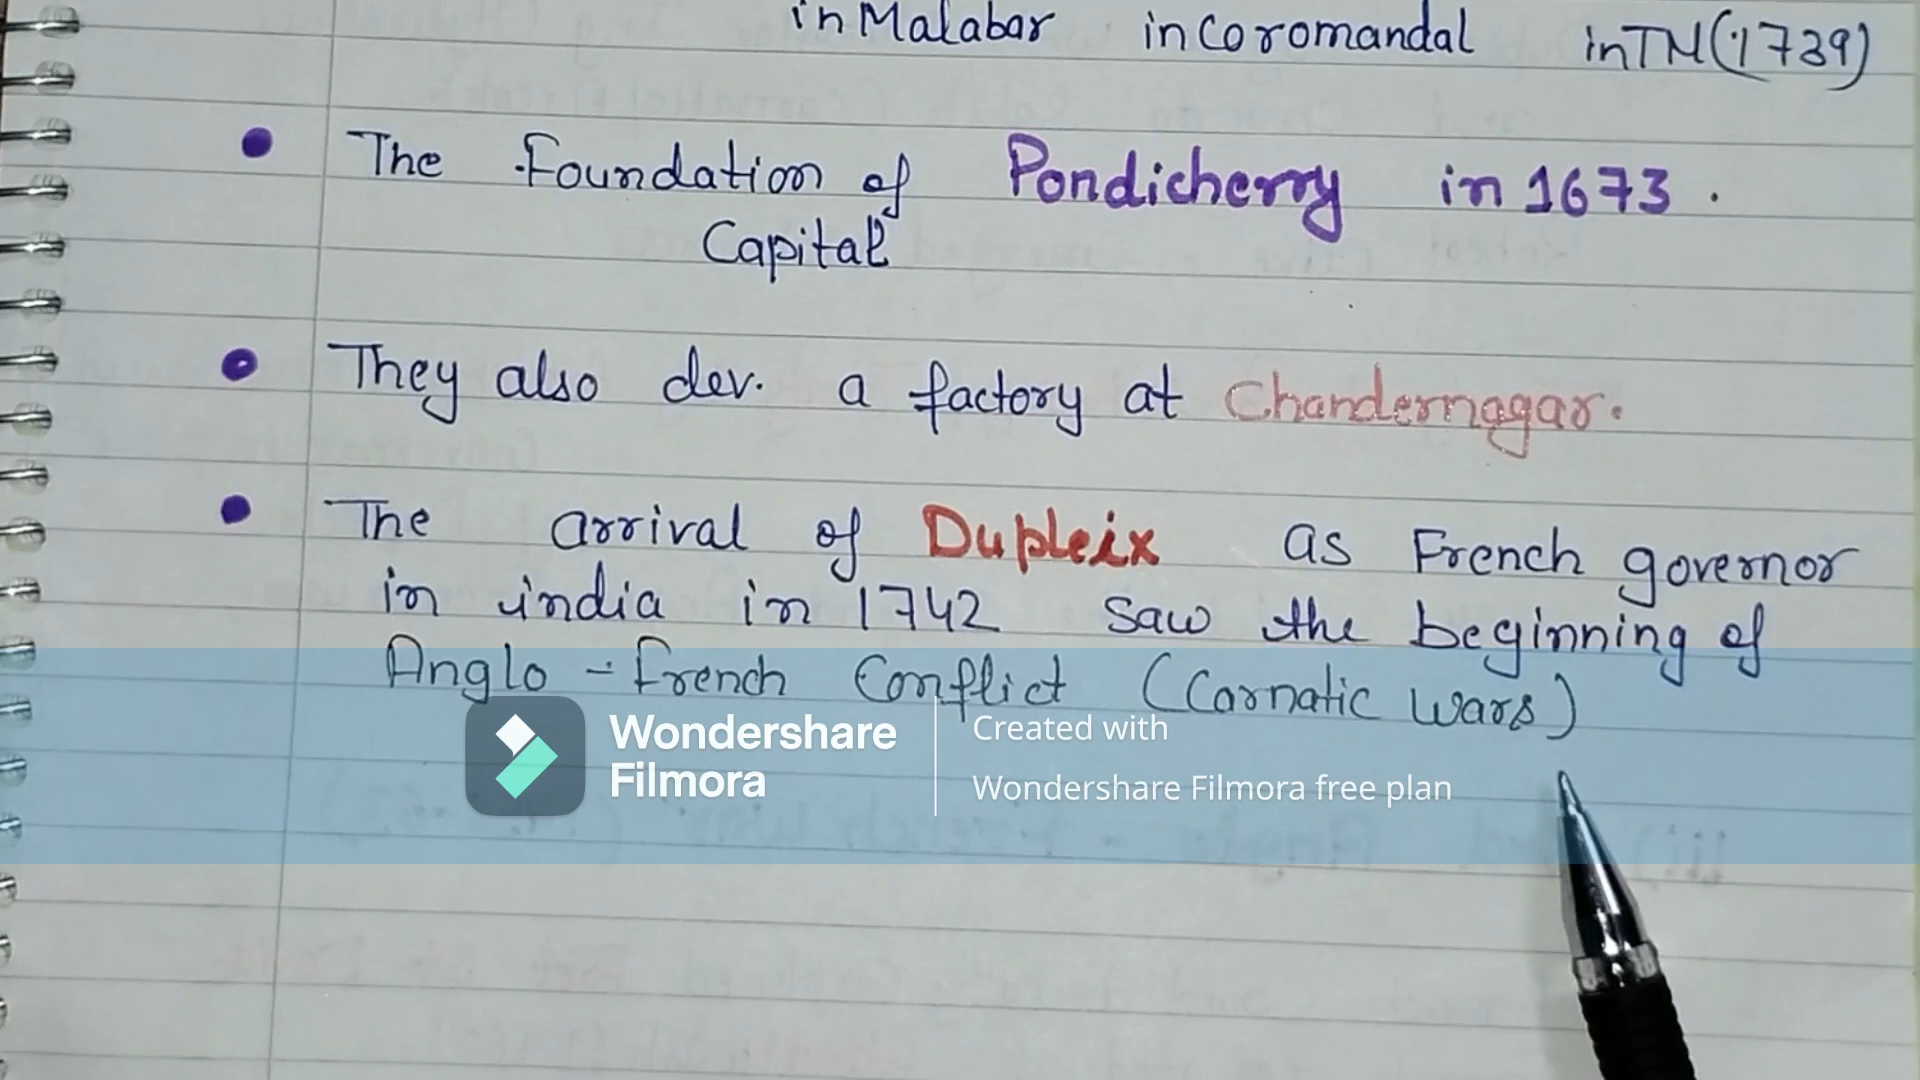 in Malabar in Coromandal in TN (1739)
• The Foundation of Pondicherry in 1673.
Capital
• They also dev. a factory at Chandernagar.
• The arrival of Dupleix as French governor
in india in 1742 saw the beginning of
Anglo - French Conflict (Carnatic Wars)
Wondershare Filmora
Created with
Wondershare Filmora free plan